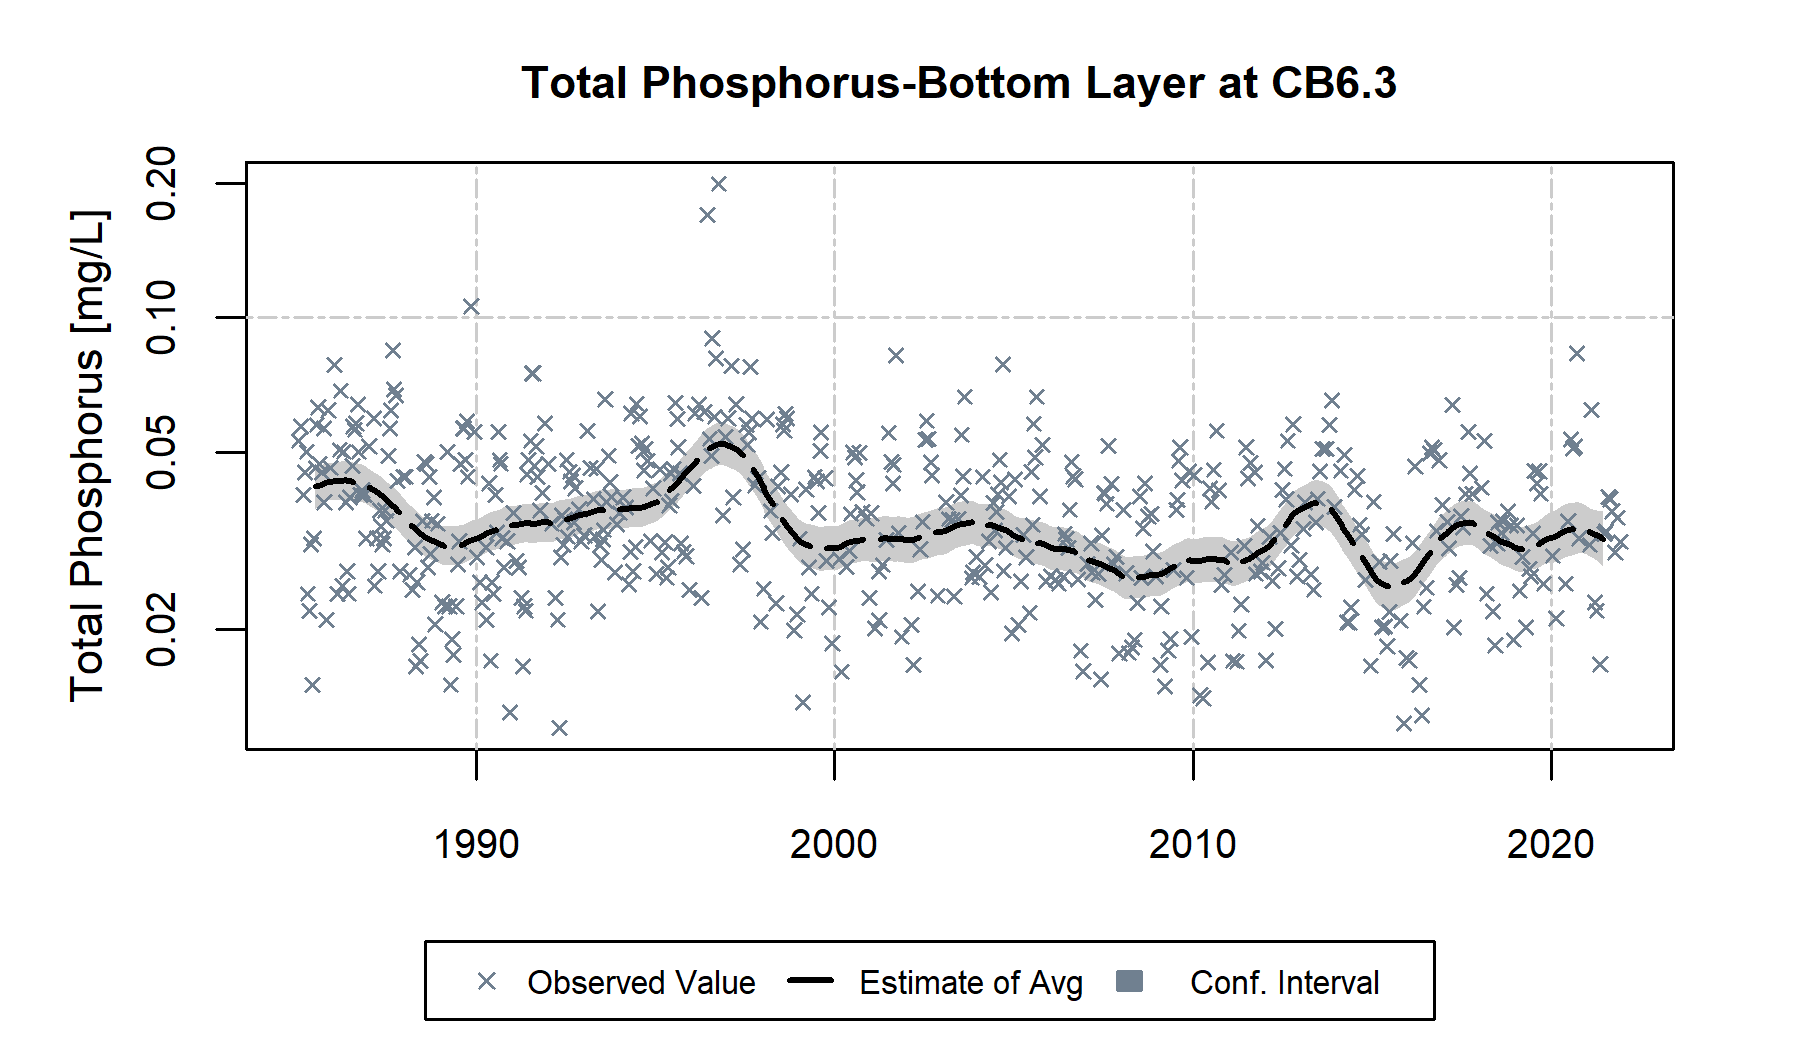 Total Phosphorus-Bottom Layer at CB6.3
Total Phosphorus [mg/L]
0.20
0.10
0.05
0.02
1990 2000 2010 2020
Observed Value Estimate of Avg Conf. Interval